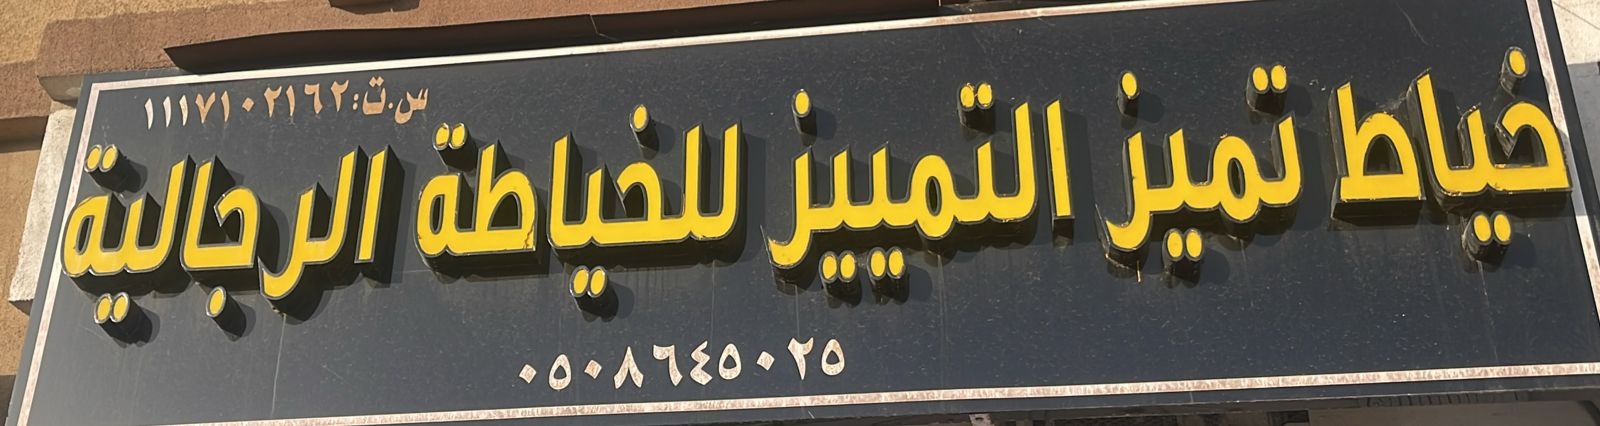 س.ت: ١١١٧١٠٢١٦٢
خياط تميز التمييز للخياطة الرجالية
٠٥٠٨٦٤٥٠٢٥